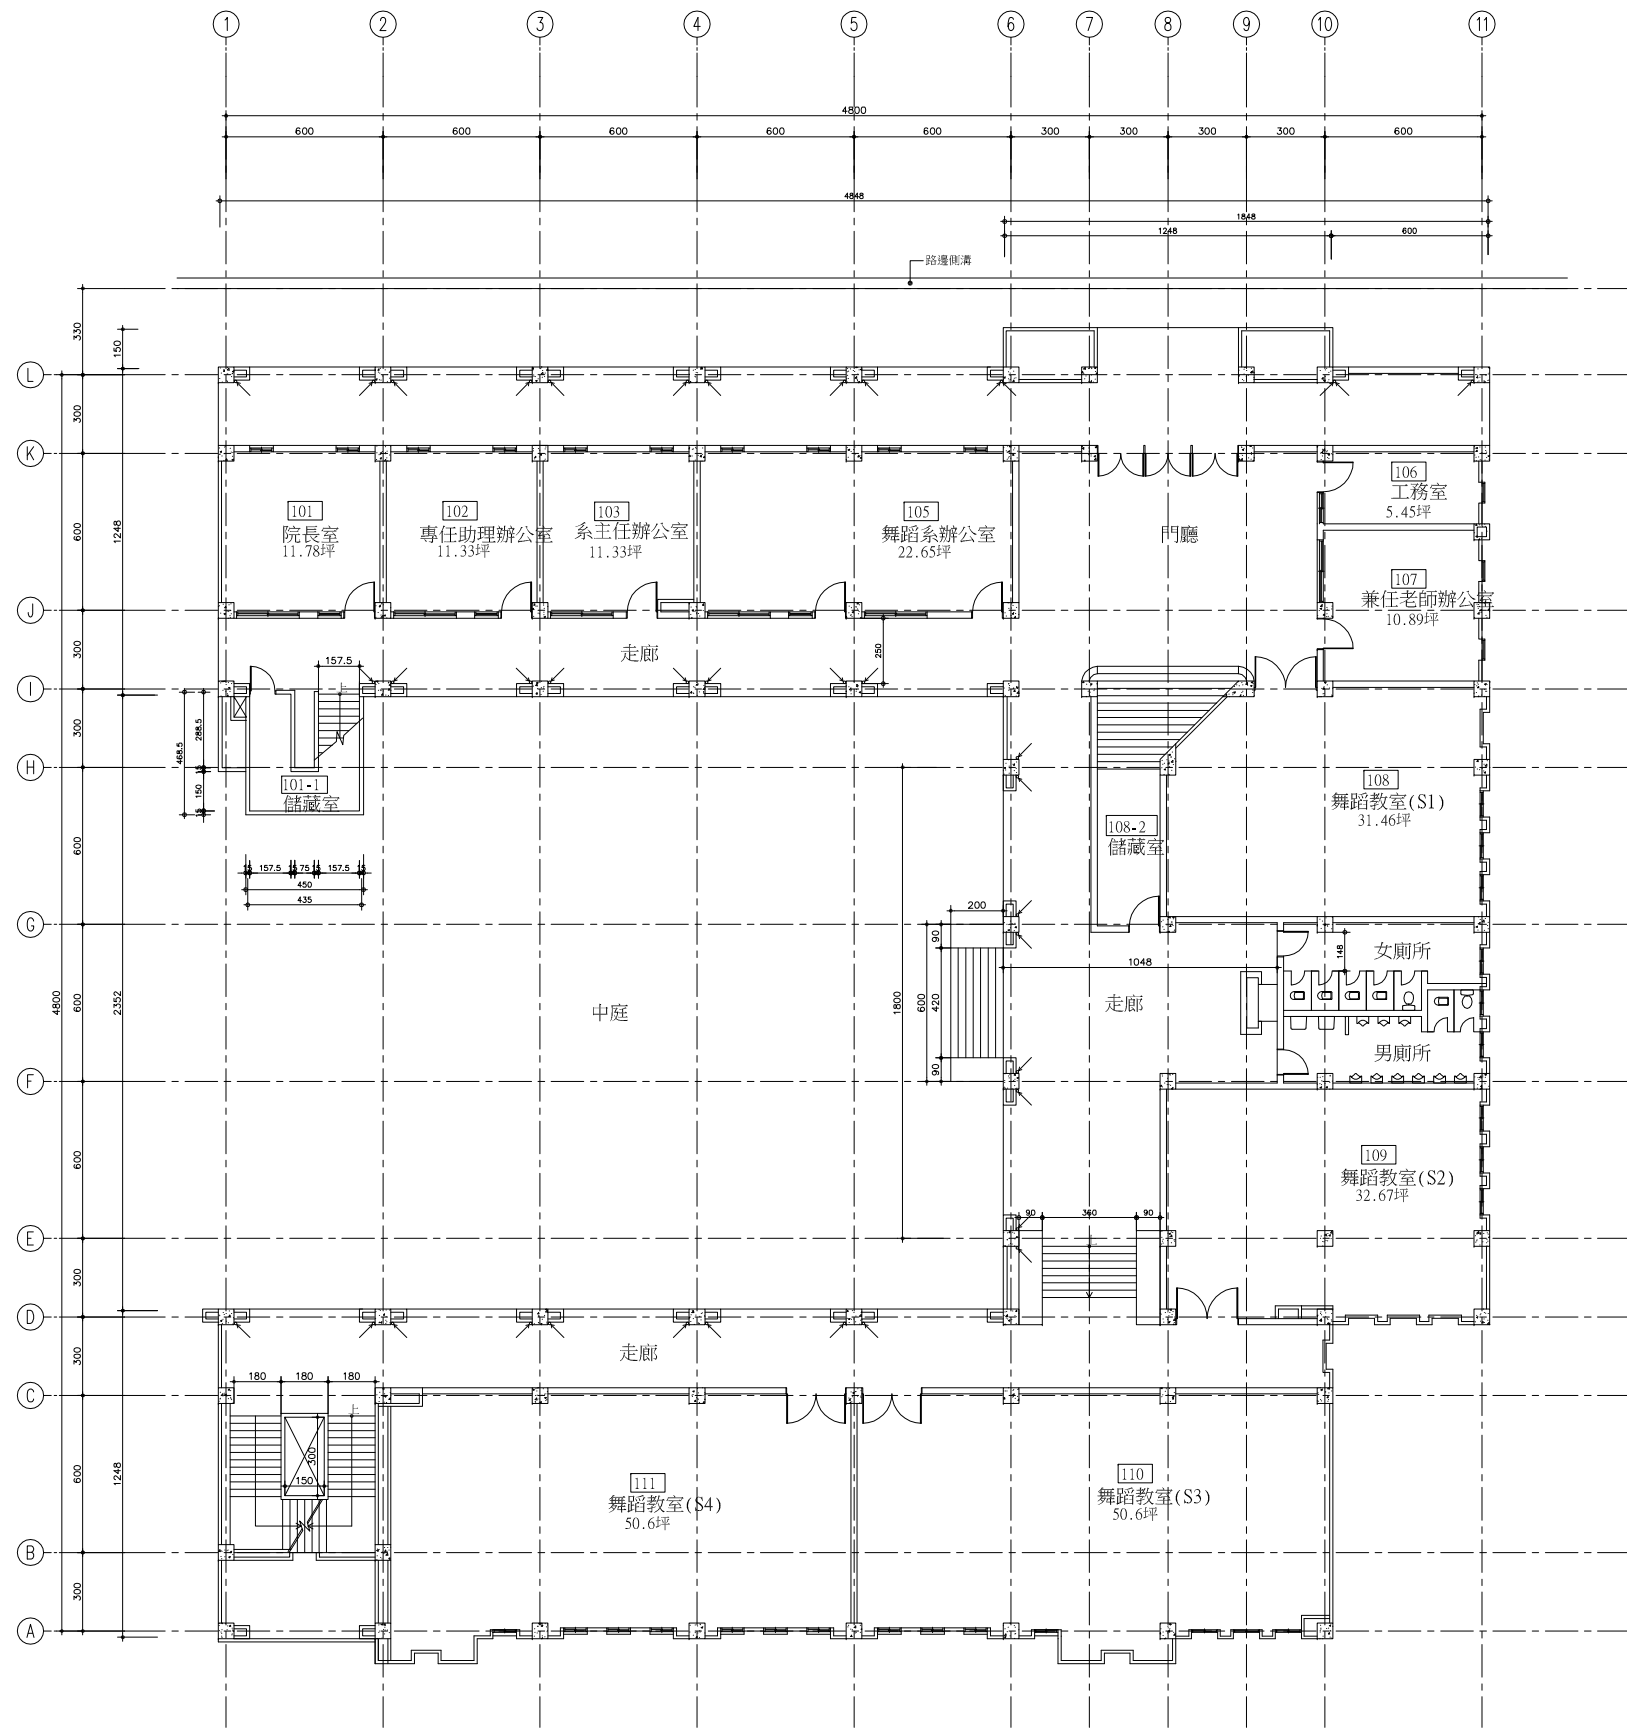 1 2 3 4 5 6 7 8 9 10 11
4800
600 600 600 600 600 300 300 300 300 600
4848
1848
1248 600
路邊側溝
330
150
L
300
K
600
1248
101
院長室
11.78坪
102
專任助理辦公室
11.33坪
103
系主任辦公室
11.33坪
105
舞蹈系辦公室
22.65坪
門廳
106
工務室
5.45坪
107
兼任老師辦公室
10.89坪
J
300
走廊
250
157.5
I
上
300
288.5
468.5
H
15
150
15
101-1
儲藏室
600
108
舞蹈教室(S1)
31.46坪
108-2
儲藏室
15 157.5 15 75 15 157.5 15
450
435
G
200
90
148
女廁所
1048
4800
2352
600
中庭
1800
600
420
走廊
男廁所
90
F
600
109
舞蹈教室(S2)
32.67坪
90 360 90
上
E
300
D
300
走廊
C
180 180 180
上
300
150
600
1248
111
舞蹈教室(S4)
50.6坪
110
舞蹈教室(S3)
50.6坪
B
300
A